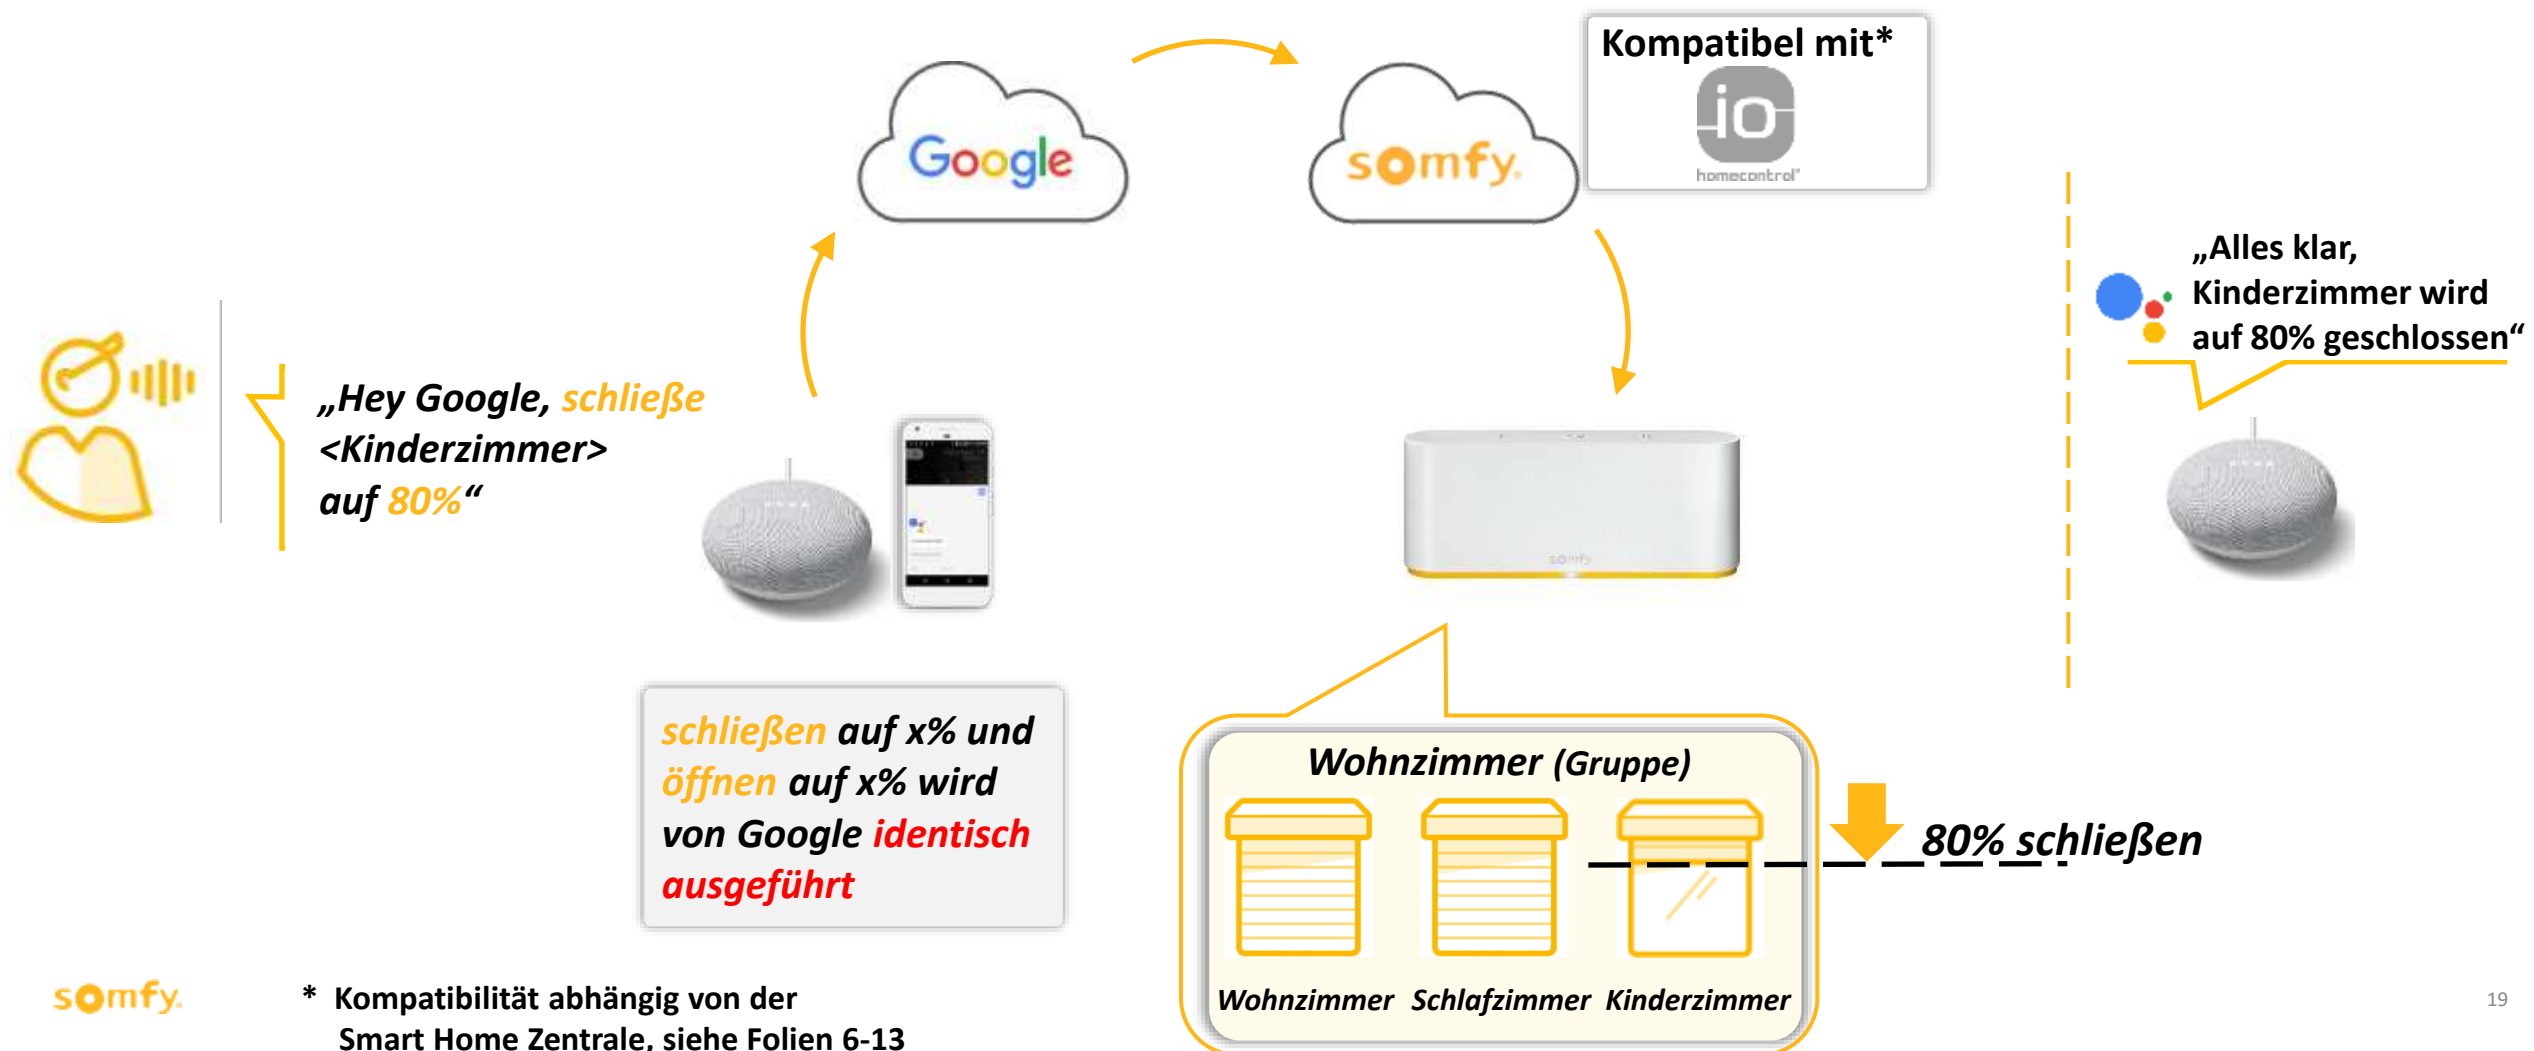 Kompatibel mit*
io
homecontrol®
Google
somfy.
„Hey Google, schließe
<Kinderzimmer>
auf 80%“
„Alles klar,
Kinderzimmer wird
auf 80% geschlossen“
somfy
schließen auf x% und
öffnen auf x% wird
von Google identisch
ausgeführt
Wohnzimmer (Gruppe)
80% schließen
Wohnzimmer Schlafzimmer Kinderzimmer
somfy.
* Kompatibilität abhängig von der
Smart Home Zentrale, siehe Folien 6-13
19